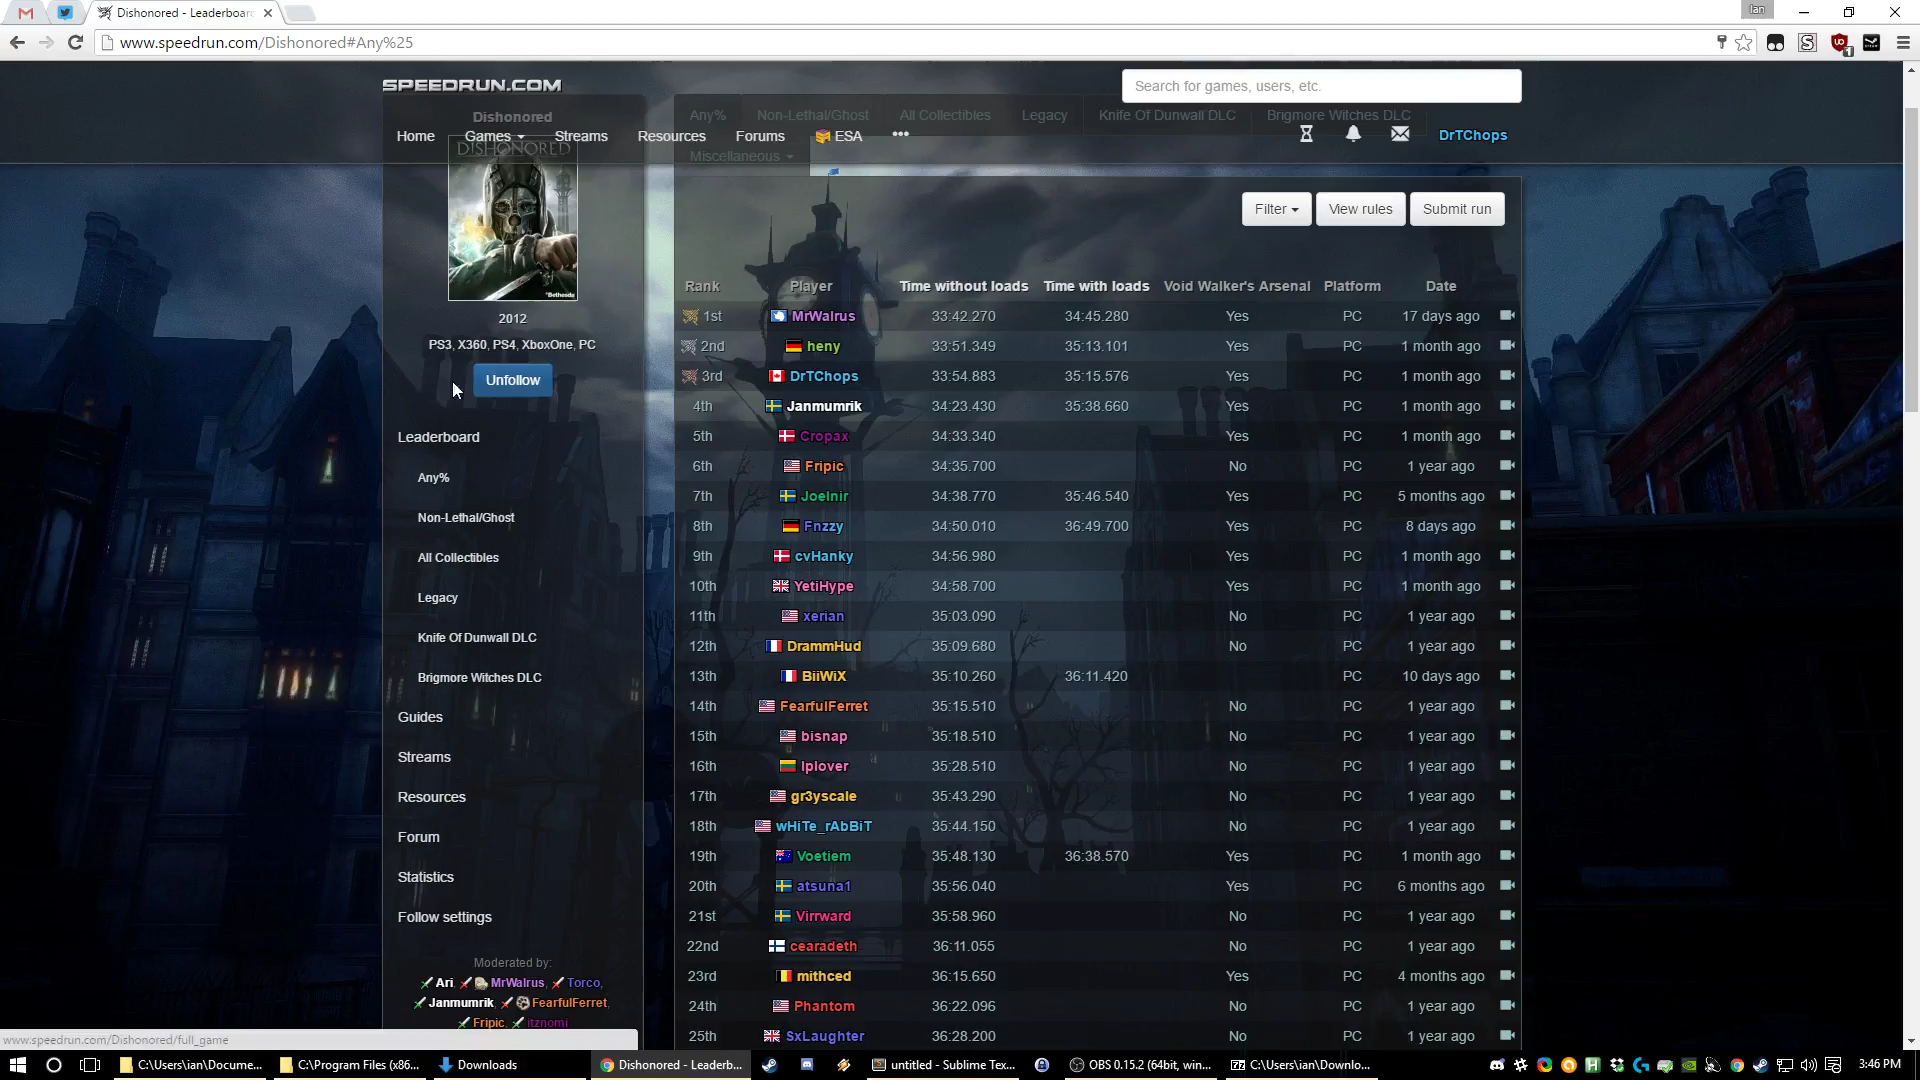 Dishonored - Leaderboar
Ian
www.speedrun.com/Dishonored#Any%25
SPEEDRUN.COM
Search for games, users, etc.
Home Games Streams Resources Forums ESA ••• DrTChops
Dishonored
DISHONORED
Bethesda
2012
PS3, X360, PS4, XboxOne, PC
Unfollow
Leaderboard
Any%
Non-Lethal/Ghost
All Collectibles
Legacy
Knife Of Dunwall DLC
Brigmore Witches DLC
Guides
Streams
Resources
Forum
Statistics
Follow settings
Moderated by:
Ari, MrWalrus, Torco,
Janmumrik, FearfulFerret,
Fripic, itznomi
Any% Non-Lethal/Ghost All Collectibles Legacy Knife Of Dunwall DLC Brigmore Witches DLC
Miscellaneous
Filter View rules Submit run
Rank Player Time without loads Time with loads Void Walker's Arsenal Platform Date
1st MrWalrus 33:42.270 34:45.280 Yes PC 17 days ago
2nd heny 33:51.349 35:13.101 Yes PC 1 month ago
3rd DrTChops 33:54.883 35:15.576 Yes PC 1 month ago
4th Janmumrik 34:23.430 35:38.660 Yes PC 1 month ago
5th Cropax 34:33.340 Yes PC 1 month ago
6th Fripic 34:35.700 No PC 1 year ago
7th Joelnir 34:38.770 35:46.540 Yes PC 5 months ago
8th Fnzzy 34:50.010 36:49.700 Yes PC 8 days ago
9th cvHanky 34:56.980 Yes PC 1 month ago
10th YetiHype 34:58.700 Yes PC 1 month ago
11th xerian 35:03.090 No PC 1 year ago
12th DrammHud 35:09.680 No PC 1 year ago
13th BiiWiX 35:10.260 36:11.420 PC 10 days ago
14th FearfulFerret 35:15.510 No PC 1 year ago
15th bisnap 35:18.510 No PC 1 year ago
16th lplover 35:28.510 No PC 1 year ago
17th gr3yscale 35:43.290 No PC 1 year ago
18th wHiTe_rAbBiT 35:44.150 No PC 1 year ago
19th Voetiem 35:48.130 36:38.570 Yes PC 1 month ago
20th atsuna1 35:56.040 Yes PC 6 months ago
21st Virrward 35:58.960 No PC 1 year ago
22nd cearadeth 36:11.055 No PC 1 year ago
23rd mithced 36:15.650 Yes PC 4 months ago
24th Phantom 36:22.096 No PC 1 year ago
25th SxLaughter 36:28.200 No PC 1 year ago
www.speedrun.com/Dishonored/full_game
C:\Users\ian\Docume... C:\Program Files (x86... Downloads Dishonored - Leaderb... untitled - Sublime Tex... OBS 0.15.2 (64bit, win... C:\Users\ian\Downlo... 3:46 PM